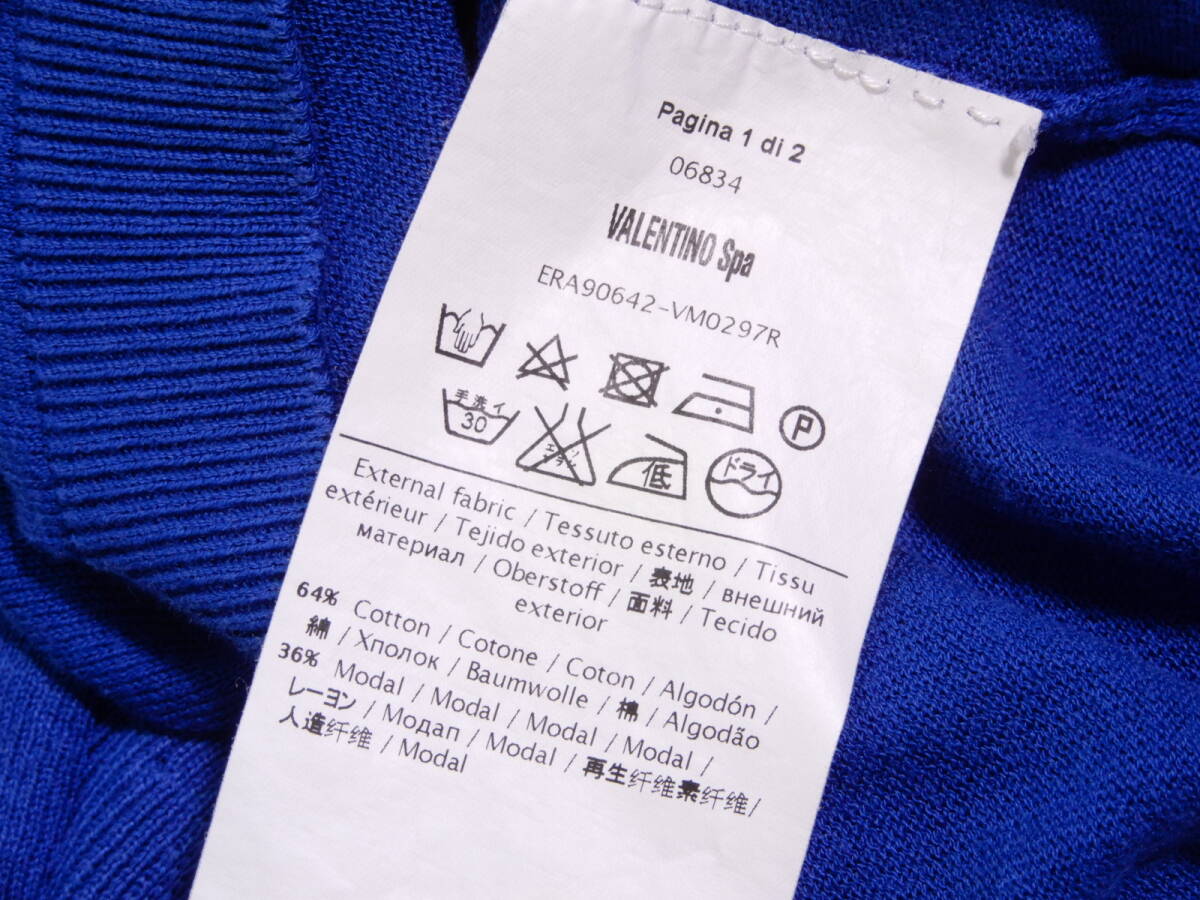 Pagina 1 di 2
06834
VALENTINO Spa
ERA90642-VM0297R
P
手洗イ
30
低
ドライ
External fabric / Tessuto esterno / Tissu
extérieur / Tejido exterior / 表地 / внешний
материал / Oberstoff / 面料 / Tecido
exterior
64% Cotton / Cotone / Coton / Algodón /
綿 / Хполок / Baumwolle / 棉 / Algodão
36% Modal / Modal / Modal / Modal /
レーヨン / Модал / Modal / 再生纤维素纤维/
人造纤维 / Modal